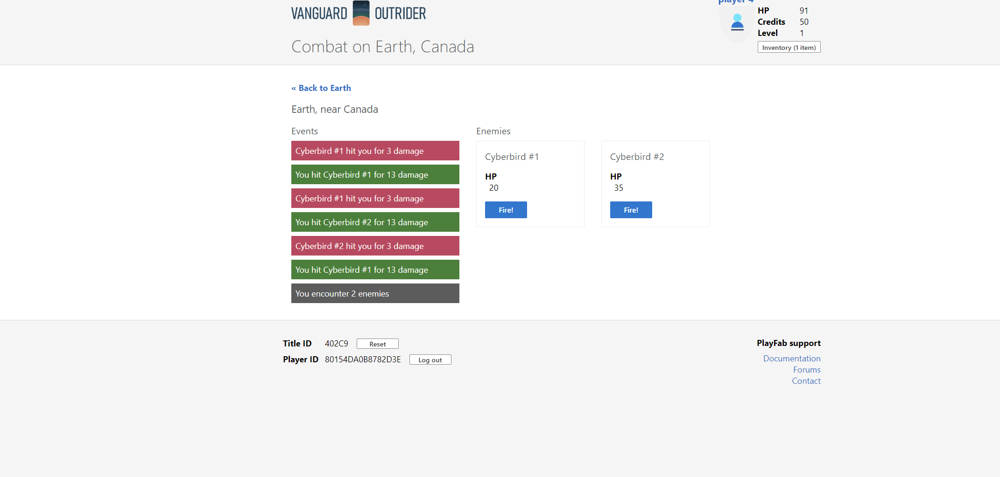 VANGUARD OUTRIDER
player 4
HP 91
Credits 50
Level 1
Inventory (1 item)
Combat on Earth, Canada
« Back to Earth
Earth, near Canada
Events
Cyberbird #1 hit you for 3 damage
You hit Cyberbird #1 for 13 damage
Cyberbird #1 hit you for 3 damage
You hit Cyberbird #2 for 13 damage
Cyberbird #2 hit you for 3 damage
You hit Cyberbird #1 for 13 damage
You encounter 2 enemies
Enemies
Cyberbird #1
HP
20
Fire!
Cyberbird #2
HP
35
Fire!
Title ID 402C9 Reset
Player ID 80154DA0B8782D3E Log out
PlayFab support
Documentation
Forums
Contact